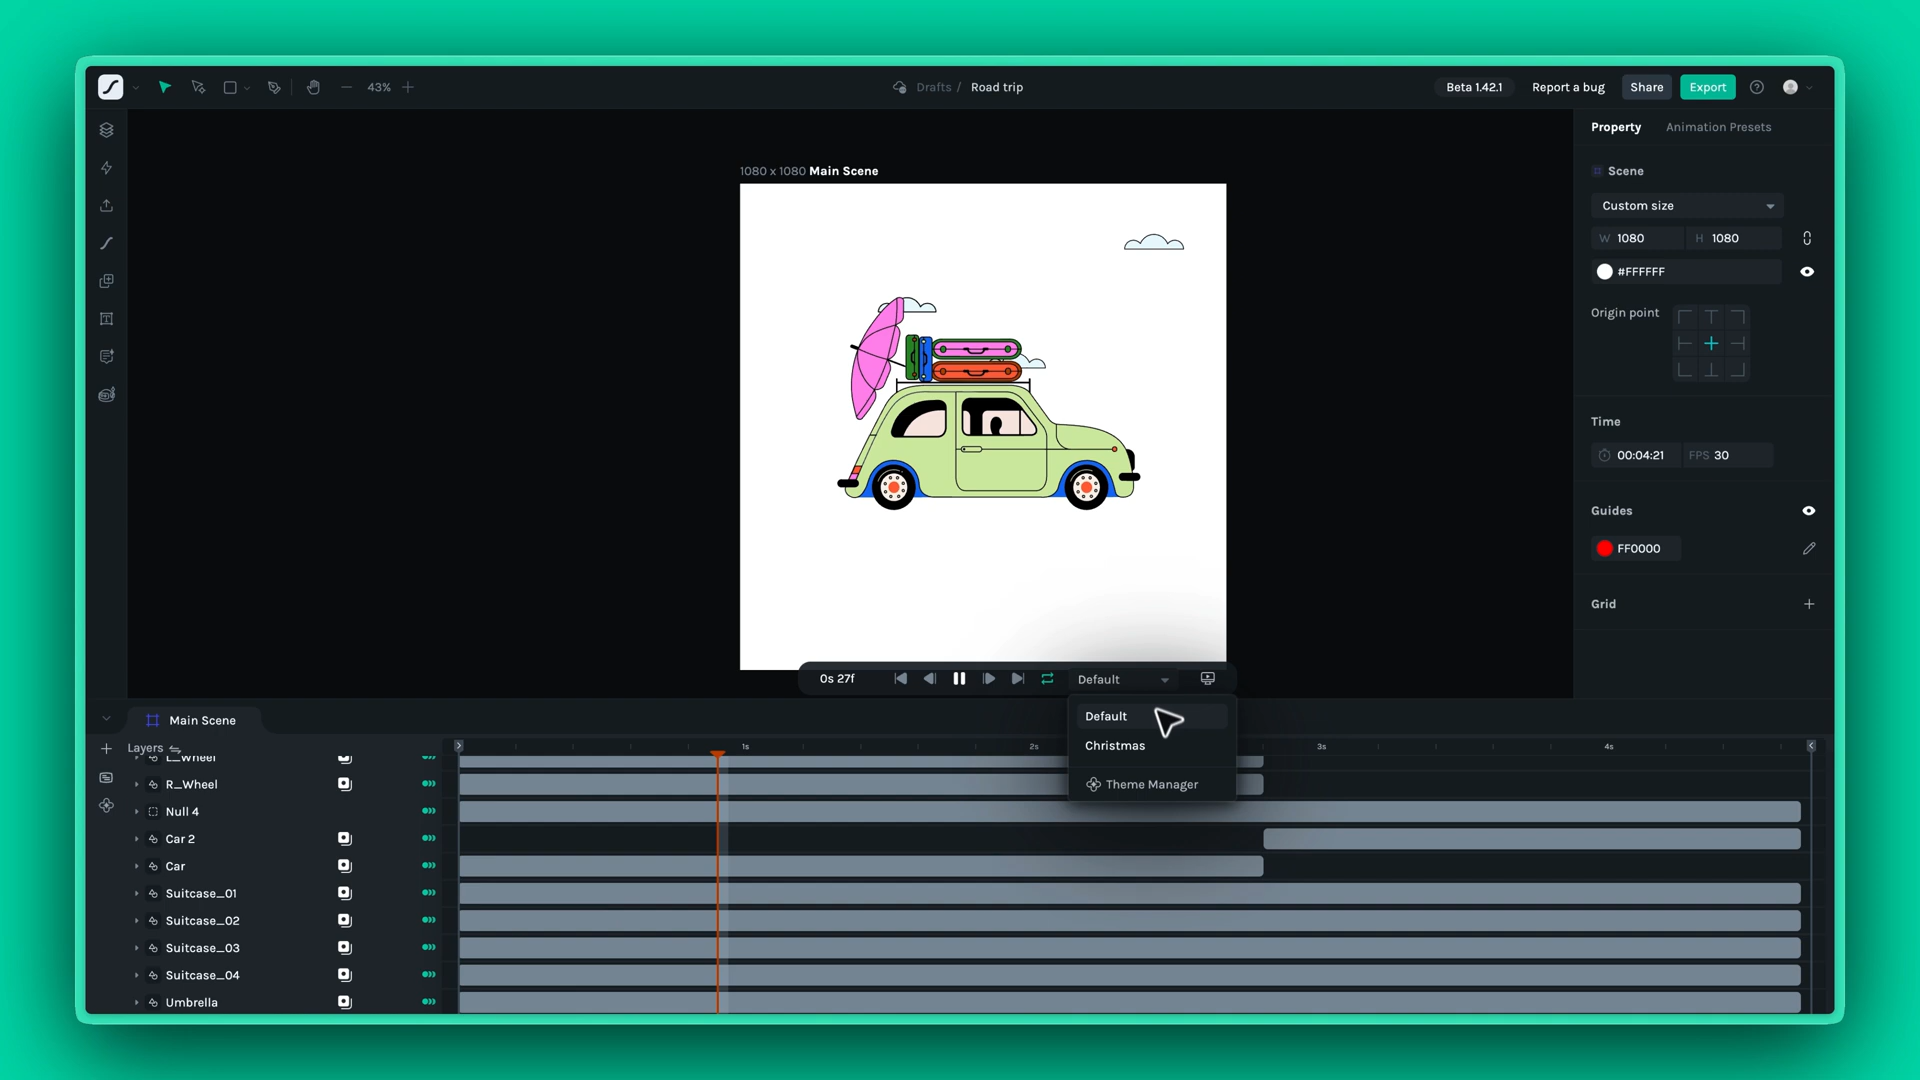 43%
Drafts / Road trip
Beta 1.42.1
Report a bug
Share
Export
Property
Animation Presets
1080 x 1080 Main Scene
Scene
Custom size
W 1080
H 1080
#FFFFFF
Origin point
Time
00:04:21
FPS 30
Guides
FF0000
Grid
0s 27f
Default
Default
Christmas
Theme Manager
Main Scene
Layers
1s
2s
3s
4s
L_Wheel
R_Wheel
Null 4
Car 2
Car
Suitcase_01
Suitcase_02
Suitcase_03
Suitcase_04
Umbrella